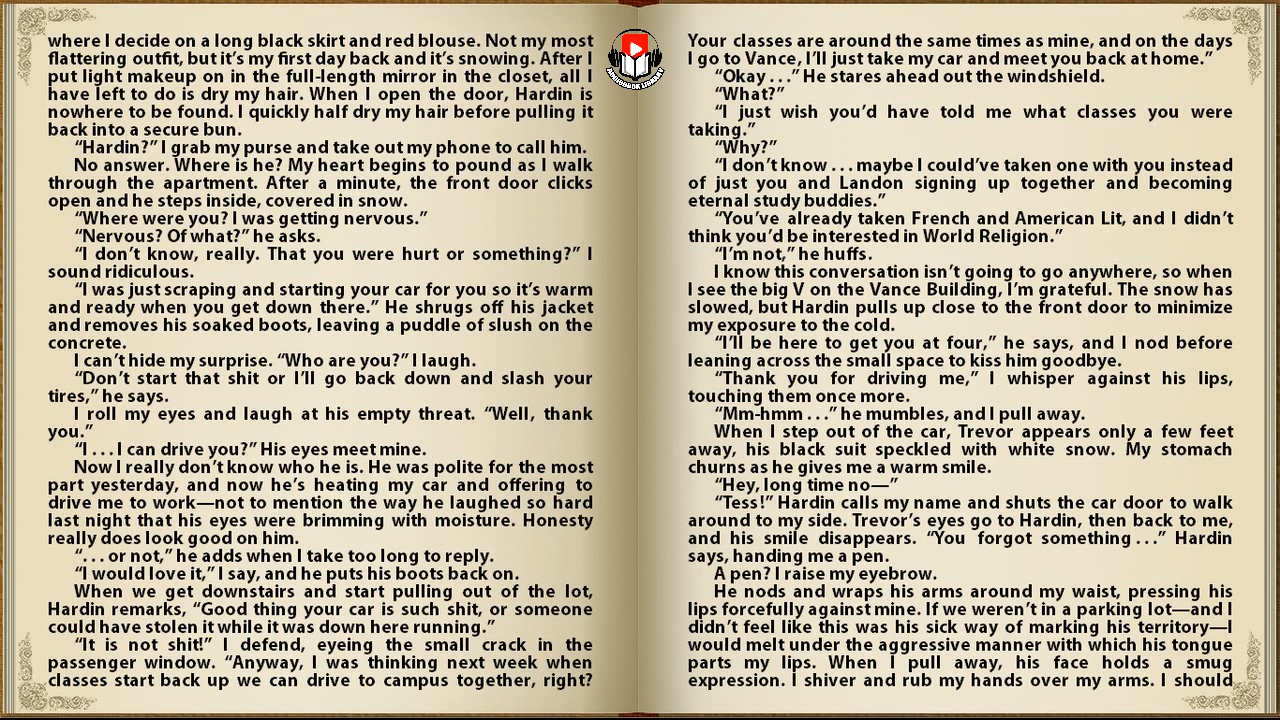 where I decide on a long black skirt and red blouse. Not my most
flattering outfit, but it’s my first day back and it’s snowing. After I
put light makeup on in the full-length mirror in the closet, all I
have left to do is dry my hair. When I open the door, Hardin is
nowhere to be found. I quickly half dry my hair before pulling it
back into a secure bun.
“Hardin?” I grab my purse and take out my phone to call him.
No answer. Where is he? My heart begins to pound as I walk
through the apartment. After a minute, the front door clicks
open and he steps inside, covered in snow.
“Where were you? I was getting nervous.”
“Nervous? Of what?” he asks.
“I don’t know, really. That you were hurt or something?” I
sound ridiculous.
“I was just scraping and starting your car for you so it’s warm
and ready when you get down there.” He shrugs off his jacket
and removes his soaked boots, leaving a puddle of slush on the
concrete.
I can’t hide my surprise. “Who are you?” I laugh.
“Don’t start that shit or I’ll go back down and slash your
tires,” he says.
I roll my eyes and laugh at his empty threat. “Well, thank
you.”
“I . . . I can drive you?” His eyes meet mine.
Now I really don’t know who he is. He was polite for the most
part yesterday, and now he’s heating my car and offering to
drive me to work—not to mention the way he laughed so hard
last night that his eyes were brimming with moisture. Honesty
really does look good on him.
“. . . or not,” he adds when I take too long to reply.
“I would love it,” I say, and he puts his boots back on.
When we get downstairs and start pulling out of the lot,
Hardin remarks, “Good thing your car is such shit, or someone
could have stolen it while it was down here running.”
“It is not shit!” I defend, eyeing the small crack in the
passenger window. “Anyway, I was thinking next week when
classes start back up we can drive to campus together, right?
Your classes are around the same times as mine, and on the days
I go to Vance, I’ll just take my car and meet you back at home.”
“Okay . . .” He stares ahead out the windshield.
“What?”
“I just wish you’d have told me what classes you were
taking.”
“Why?”
“I don’t know . . . maybe I could’ve taken one with you instead
of just you and Landon signing up together and becoming
eternal study buddies.”
“You’ve already taken French and American Lit, and I didn’t
think you’d be interested in World Religion.”
“I’m not,” he huffs.
I know this conversation isn’t going to go anywhere, so when
I see the big V on the Vance Building, I’m grateful. The snow has
slowed, but Hardin pulls up close to the front door to minimize
my exposure to the cold.
“I’ll be here to get you at four,” he says, and I nod before
leaning across the small space to kiss him goodbye.
“Thank you for driving me,” I whisper against his lips,
touching them once more.
“Mm-hmm . . .” he mumbles, and I pull away.
When I step out of the car, Trevor appears only a few feet
away, his black suit speckled with white snow. My stomach
churns as he gives me a warm smile.
“Hey, long time no—”
“Tess!” Hardin calls my name and shuts the car door to walk
around to my side. Trevor’s eyes go to Hardin, then back to me,
and his smile disappears. “You forgot something . . .” Hardin
says, handing me a pen.
A pen? I raise my eyebrow.
He nods and wraps his arms around my waist, pressing his
lips forcefully against mine. If we weren’t in a parking lot—and I
didn’t feel like this was his sick way of marking his territory—I
would melt under the aggressive manner with which his tongue
parts my lips. When I pull away, his face holds a smug
expression. I shiver and rub my hands over my arms. I should